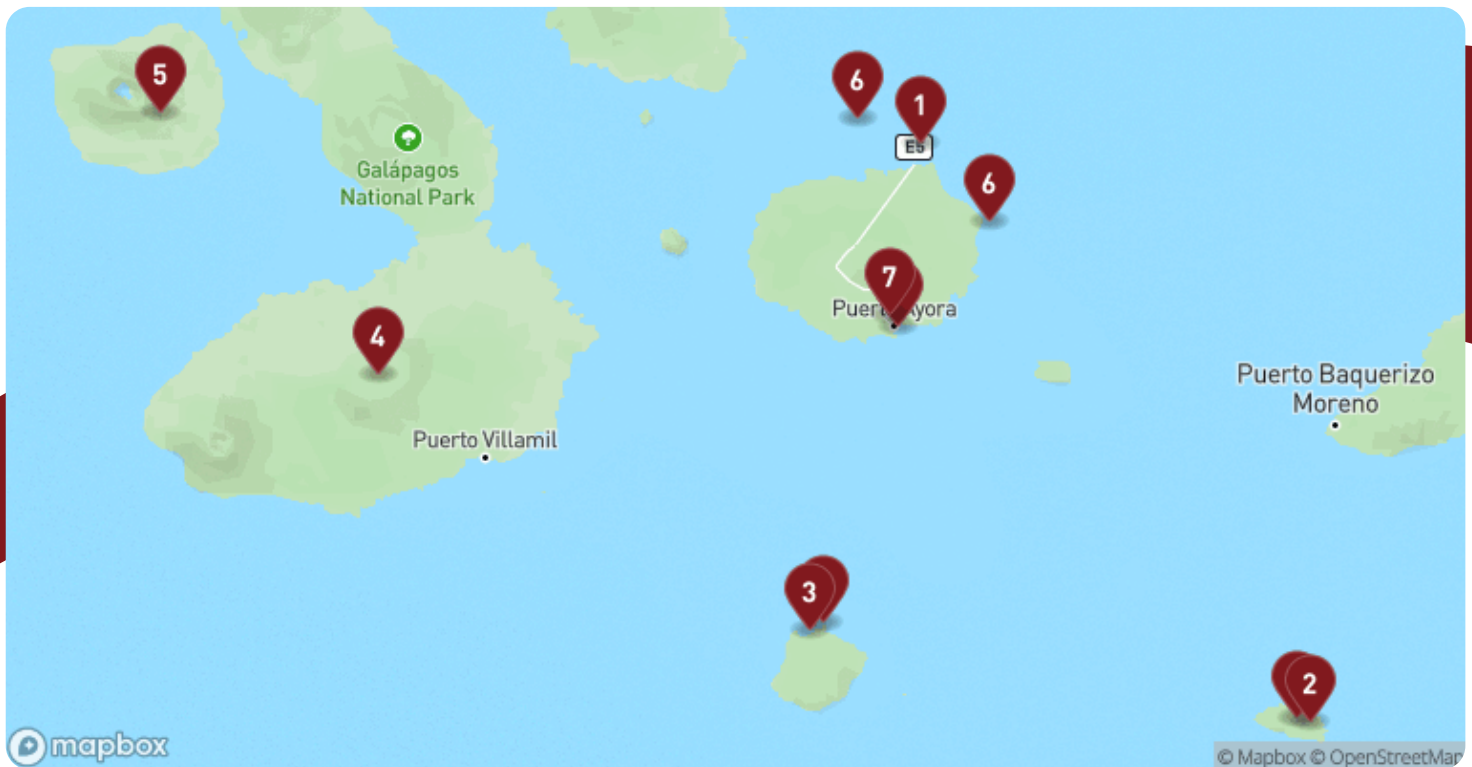 5
6
1
E5
Galápagos
National Park
6
7
Puerto Ayora
4
Puerto Baquerizo
Moreno
Puerto Villamil
3
2
mapbox
© Mapbox © OpenStreetMap